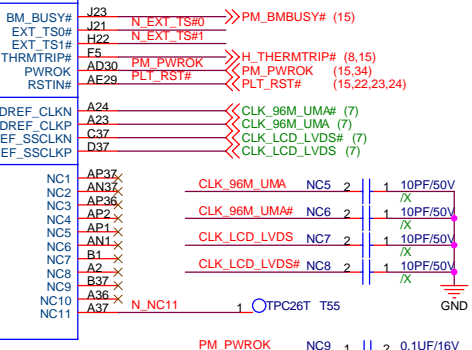 BM_BUSY# J23 PM_BMBUSY# (15)
EXT_TS0# J21 N_EXT_TS#0
EXT_TS1# H22 N_EXT_TS#1
THRMTRIP# F5 H_THERMTRIP# (8,15)
PWROK AD30 PM_PWROK PM_PWROK (15,34)
RSTIN# AE29 PLT_RST# PLT_RST# (15,22,23,24)
DREF_CLKN A24 CLK_96M_UMA# (7)
DREF_CLKP A23 CLK_96M_UMA (7)
EF_SSCLKN C37 CLK_LCD_LVDS# (7)
EF_SSCLKP D37 CLK_LCD_LVDS (7)
NC1 AP37
NC2 AN37 CLK_96M_UMA NC5 2 1 10PF/50V
/X
NC3 AP36
NC4 AP2 CLK_96M_UMA# NC6 2 1 10PF/50V
/X
NC5 AP1
NC6 AN1 CLK_LCD_LVDS NC7 2 1 10PF/50V
/X
NC7 B1
NC8 A2 CLK_LCD_LVDS# NC8 2 1 10PF/50V
/X
NC9 B37
NC10 A36
NC11 A37 N_NC11 1 TPC26T T55
GND
PM_PWROK NC9 1 2 0.1UF/16V